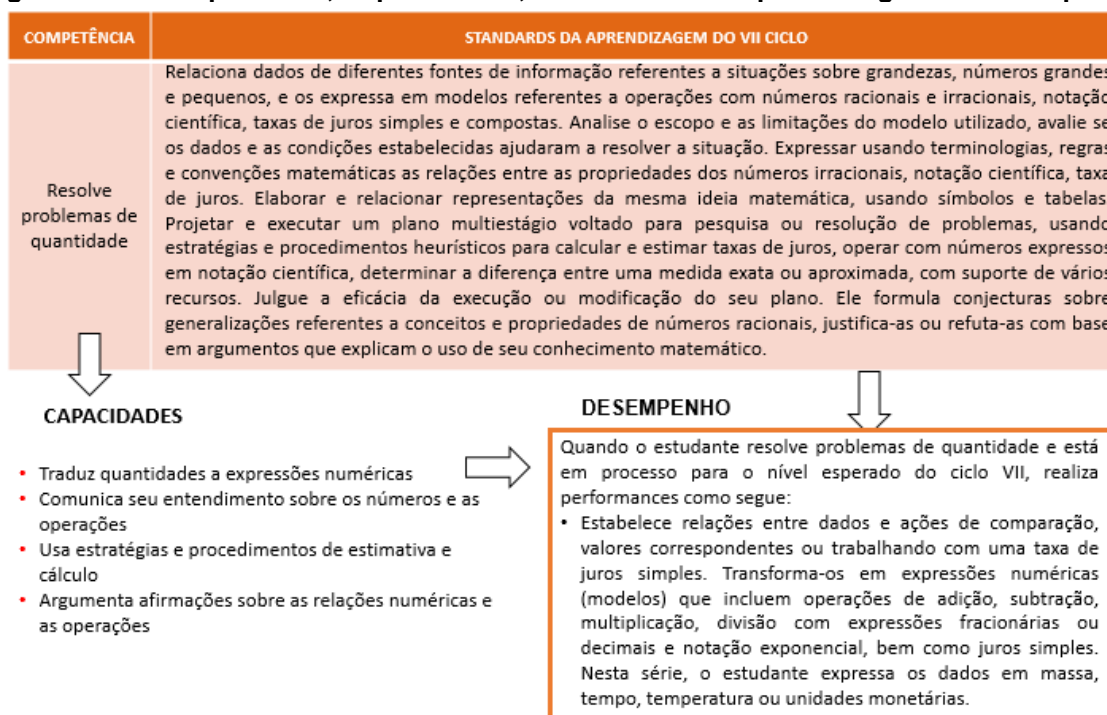 COMPETÊNCIA
STANDARDS DA APRENDIZAGEM DO VII CICLO
Resolve
problemas de
quantidade
Relaciona dados de diferentes fontes de informação referentes a situações sobre grandezas, números grandes
e pequenos, e os expressa em modelos referentes a operações com números racionais e irracionais, notação
científica, taxas de juros simples e compostas. Analise o escopo e as limitações do modelo utilizado, avalie se
os dados e as condições estabelecidas ajudaram a resolver a situação. Expressar usando terminologias, regras
e convenções matemáticas as relações entre as propriedades dos números irracionais, notação científica, taxa
de juros. Elaborar e relacionar representações da mesma ideia matemática, usando símbolos e tabelas.
Projetar e executar um plano multiestágio voltado para pesquisa ou resolução de problemas, usando
estratégias e procedimentos heurísticos para calcular e estimar taxas de juros, operar com números expressos
em notação científica, determinar a diferença entre uma medida exata ou aproximada, com suporte de vários
recursos. Julgue a eficácia da execução ou modificação do seu plano. Ele formula conjecturas sobre
generalizações referentes a conceitos e propriedades de números racionais, justifica-as ou refuta-as com base
em argumentos que explicam o uso de seu conhecimento matemático.
CAPACIDADES
• Traduz quantidades a expressões numéricas
• Comunica seu entendimento sobre os números e as
operações
• Usa estratégias e procedimentos de estimativa e
cálculo
• Argumenta afirmações sobre as relações numéricas e
as operações
DESEMPENHO
Quando o estudante resolve problemas de quantidade e está
em processo para o nível esperado do ciclo VII, realiza
performances como segue:
• Estabelece relações entre dados e ações de comparação,
valores correspondentes ou trabalhando com uma taxa de
juros simples. Transforma-os em expressões numéricas
(modelos) que incluem operações de adição, subtração,
multiplicação, divisão com expressões fracionárias ou
decimais e notação exponencial, bem como juros simples.
Nesta série, o estudante expressa os dados em massa,
tempo, temperatura ou unidades monetárias.